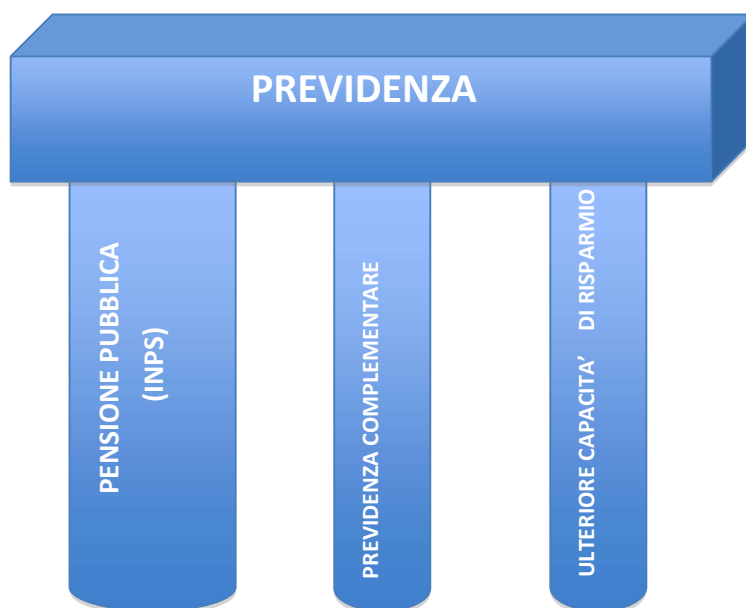 PREVIDENZA
PENSIONE PUBBLICA
(INPS)
PREVIDENZA COMPLEMENTARE
ULTERIORE CAPACITA’ DI RISPARMIO